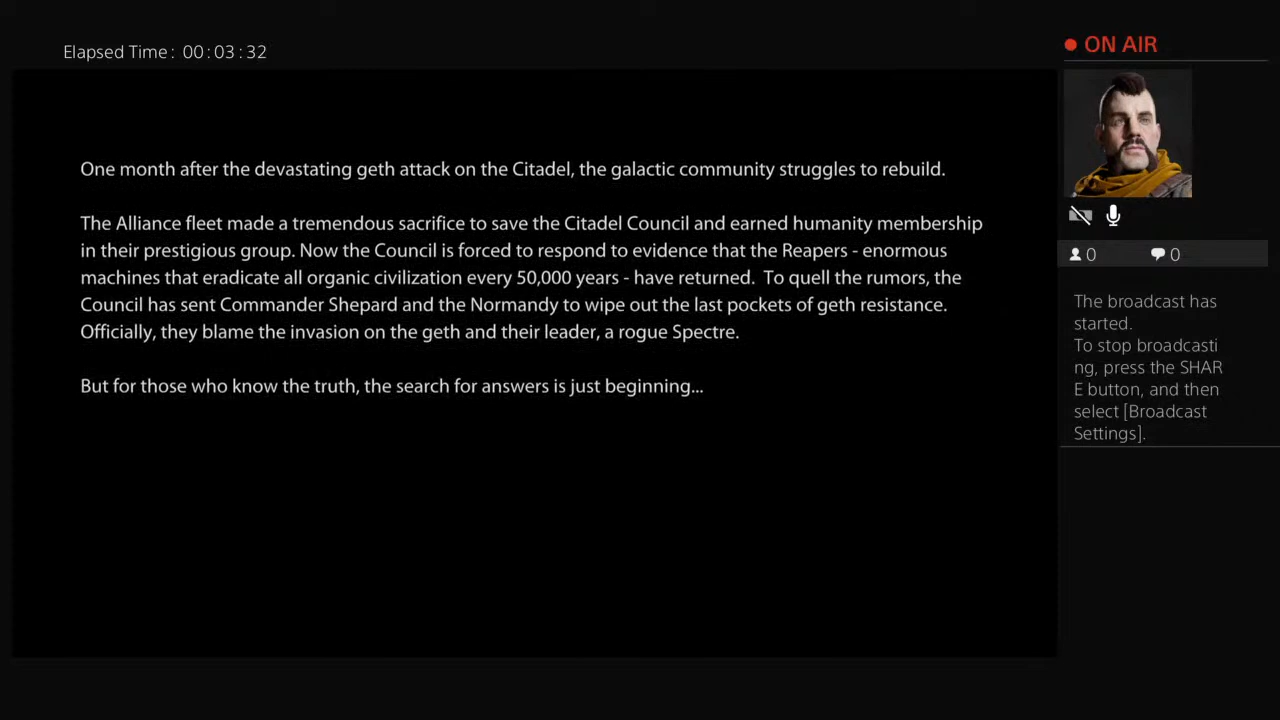 Elapsed Time: 00:03:32
ON AIR
One month after the devastating geth attack on the Citadel, the galactic community struggles to rebuild.
The Alliance fleet made a tremendous sacrifice to save the Citadel Council and earned humanity membership
in their prestigious group. Now the Council is forced to respond to evidence that the Reapers - enormous
machines that eradicate all organic civilization every 50,000 years - have returned. To quell the rumors, the
Council has sent Commander Shepard and the Normandy to wipe out the last pockets of geth resistance.
Officially, they blame the invasion on the geth and their leader, a rogue Spectre.
But for those who know the truth, the search for answers is just beginning...
0
0
The broadcast has
started.
To stop broadcasti
ng, press the SHAR
E button, and then
select [Broadcast
Settings].